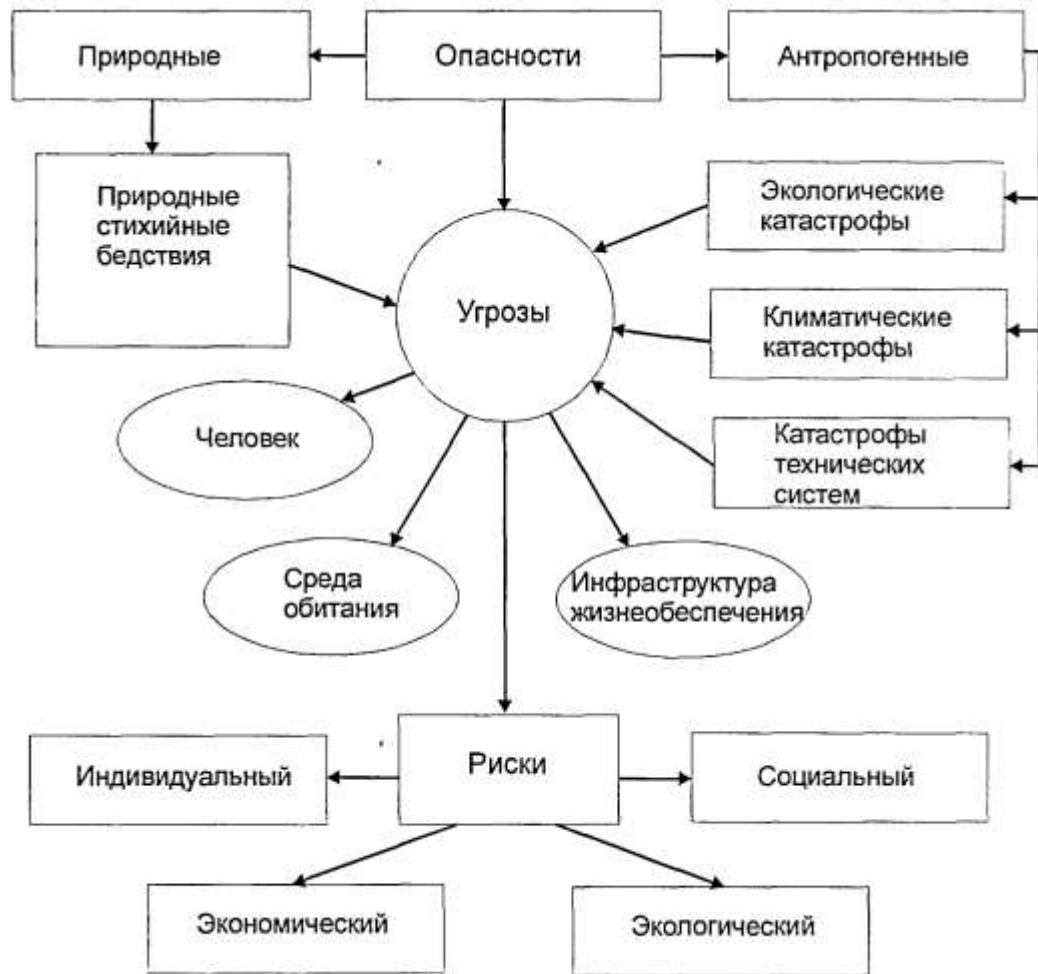 Природные
Опасности
Антропогенные
Природные
стихийные
бедствия
Экологические
катастрофы
Угрозы
Климатические
катастрофы
Человек
Катастрофы
технических
систем
Среда
обитания
Инфраструктура
жизнеобеспечения
Индивидуальный
Риски
Социальный
Экономический
Экологический